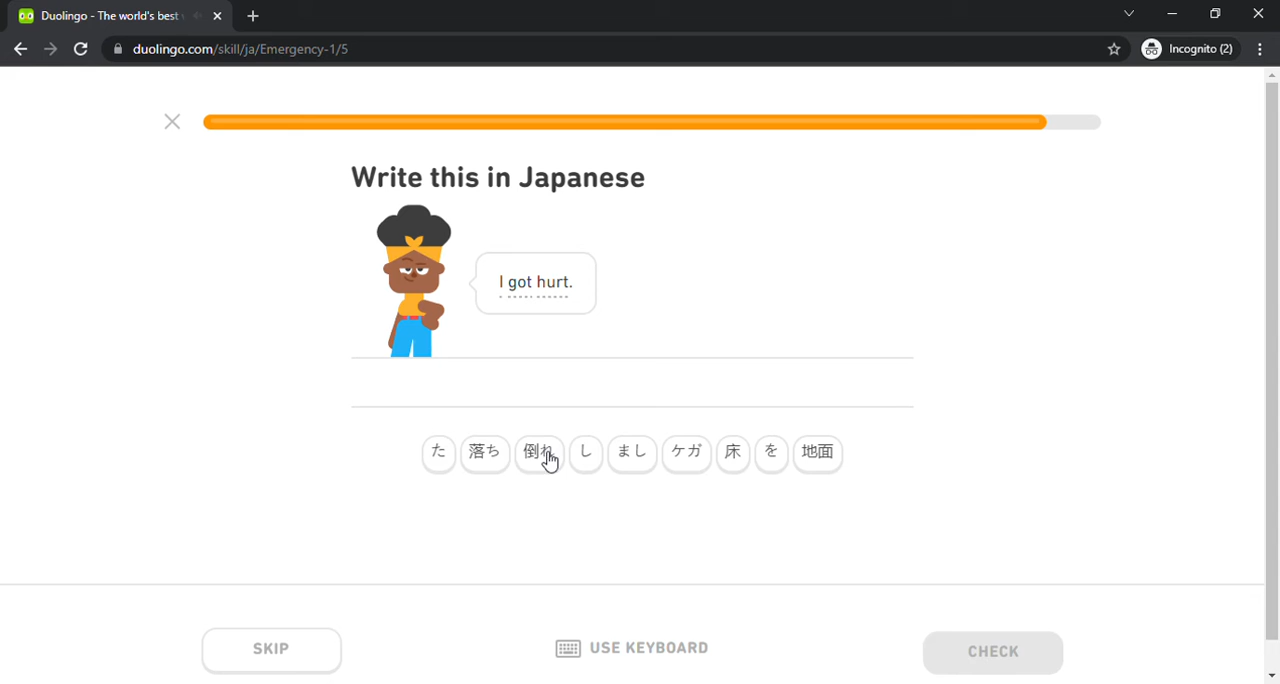 Duolingo - The world's best
duolingo.com/skill/ja/Emergency-1/5
Incognito (2)
Write this in Japanese
I got hurt.
た 落ち 倒れ し まし ケガ 床 を 地面
SKIP
USE KEYBOARD
CHECK